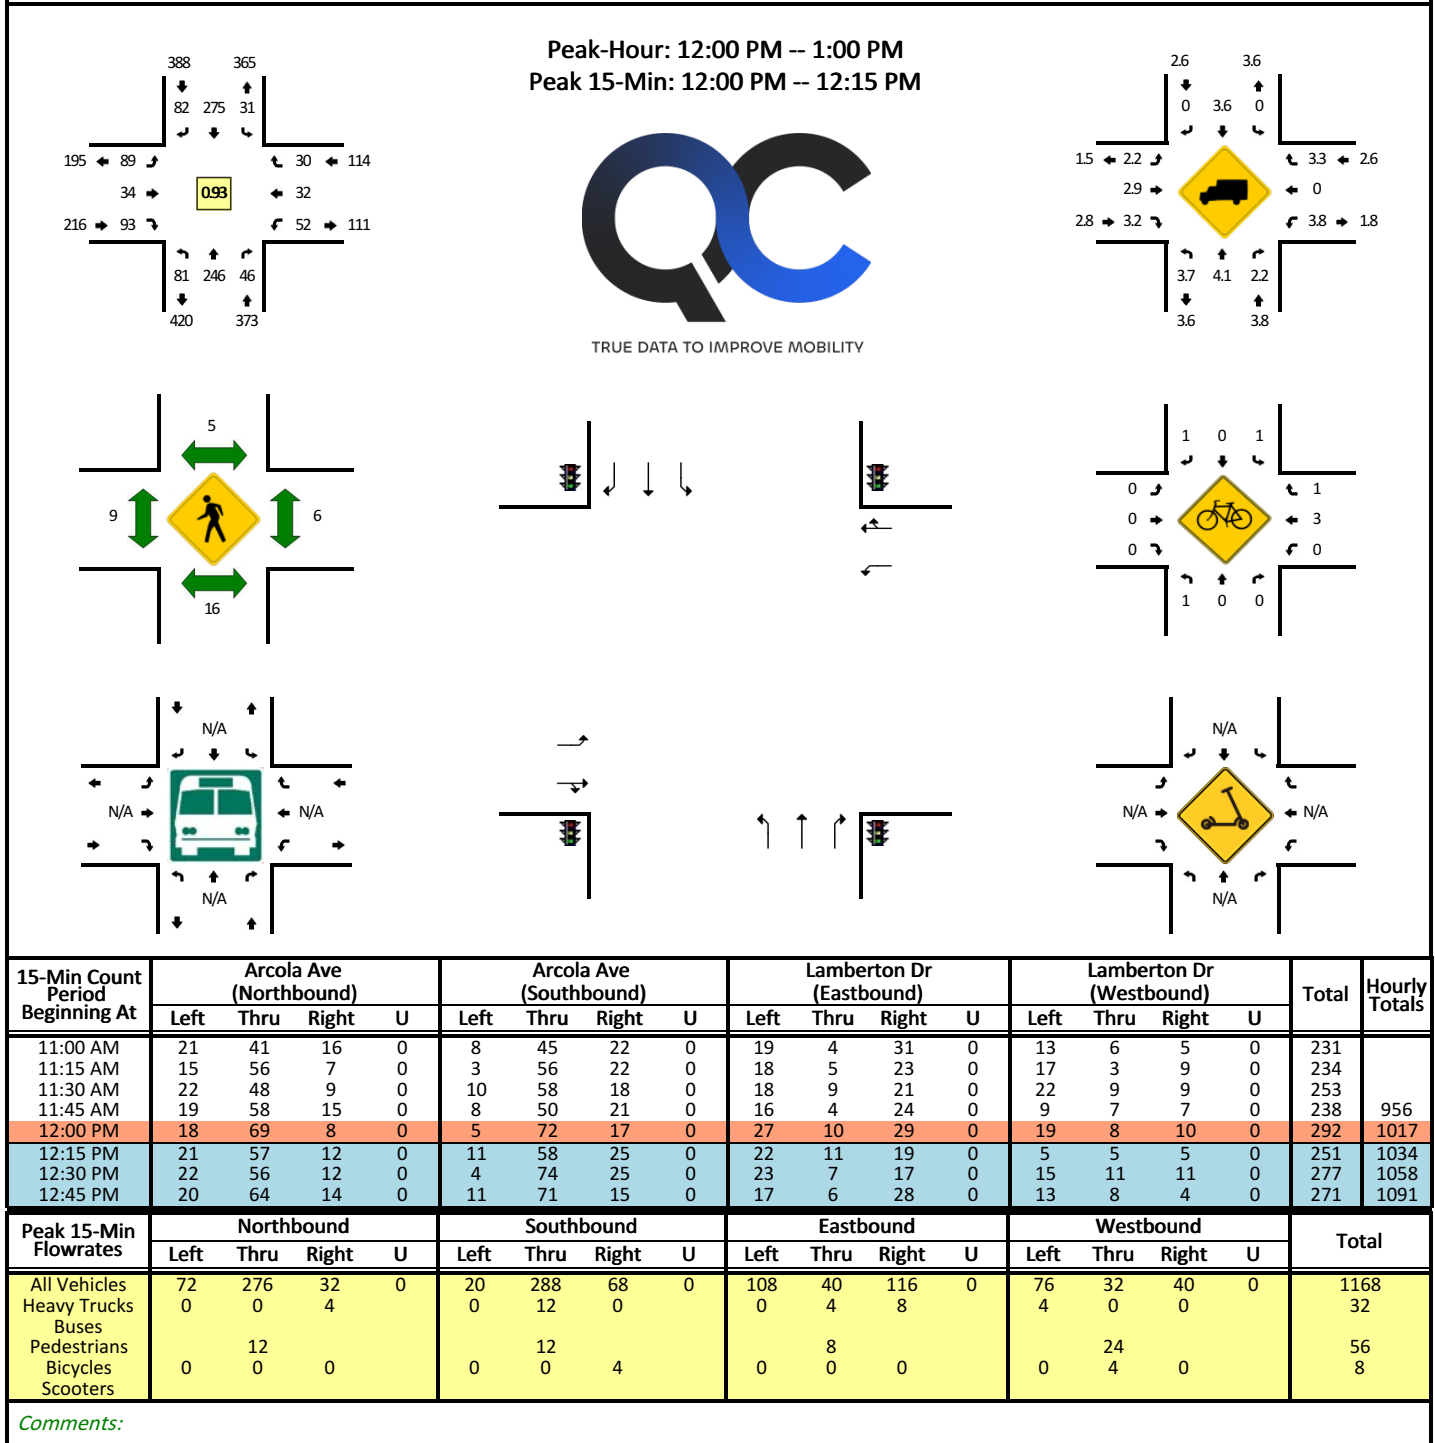 Peak-Hour: 12:00 PM -- 1:00 PM
Peak 15-Min: 12:00 PM -- 12:15 PM
388 365
82 275 31
195 89 30 114
34 0.93 32
216 93 52 111
81 246 46
420 373
QC
TRUE DATA TO IMPROVE MOBILITY
2.6 3.6
0 3.6 0
1.5 2.2 3.3 2.6
2.9 0
2.8 3.2 3.8 1.8
3.7 4.1 2.2
3.6 3.8
5
9 6
16
1 0 1
0 1
0 3
0 0
1 0 0
N/A
N/A N/A
N/A
N/A
N/A N/A
N/A
15-Min Count Period Beginning At Arcola Ave (Northbound) Arcola Ave (Southbound) Lamberton Dr (Eastbound) Lamberton Dr (Westbound) Total Hourly Totals
Left Thru Right U Left Thru Right U Left Thru Right U Left Thru Right U
11:00 AM 21 41 16 0 8 45 22 0 19 4 31 0 13 6 5 0 231
11:15 AM 15 56 7 0 3 56 22 0 18 5 23 0 17 3 9 0 234
11:30 AM 22 48 9 0 10 58 18 0 18 9 21 0 22 9 9 0 253
11:45 AM 19 58 15 0 8 50 21 0 16 4 24 0 9 7 7 0 238 956
12:00 PM 18 69 8 0 5 72 17 0 27 10 29 0 19 8 10 0 292 1017
12:15 PM 21 57 12 0 11 58 25 0 22 11 19 0 5 5 5 0 251 1034
12:30 PM 22 56 12 0 4 74 25 0 23 7 17 0 15 11 11 0 277 1058
12:45 PM 20 64 14 0 11 71 15 0 17 6 28 0 13 8 4 0 271 1091
Peak 15-Min Flowrates Northbound Southbound Eastbound Westbound Total
Left Thru Right U Left Thru Right U Left Thru Right U Left Thru Right U
All Vehicles 72 276 32 0 20 288 68 0 108 40 116 0 76 32 40 0 1168
Heavy Trucks 0 0 4 0 12 0 0 4 8 4 0 0 32
Buses
Pedestrians 12 12 8 24 56
Bicycles 0 0 0 0 0 4 0 0 0 0 4 0 8
Scooters
Comments: